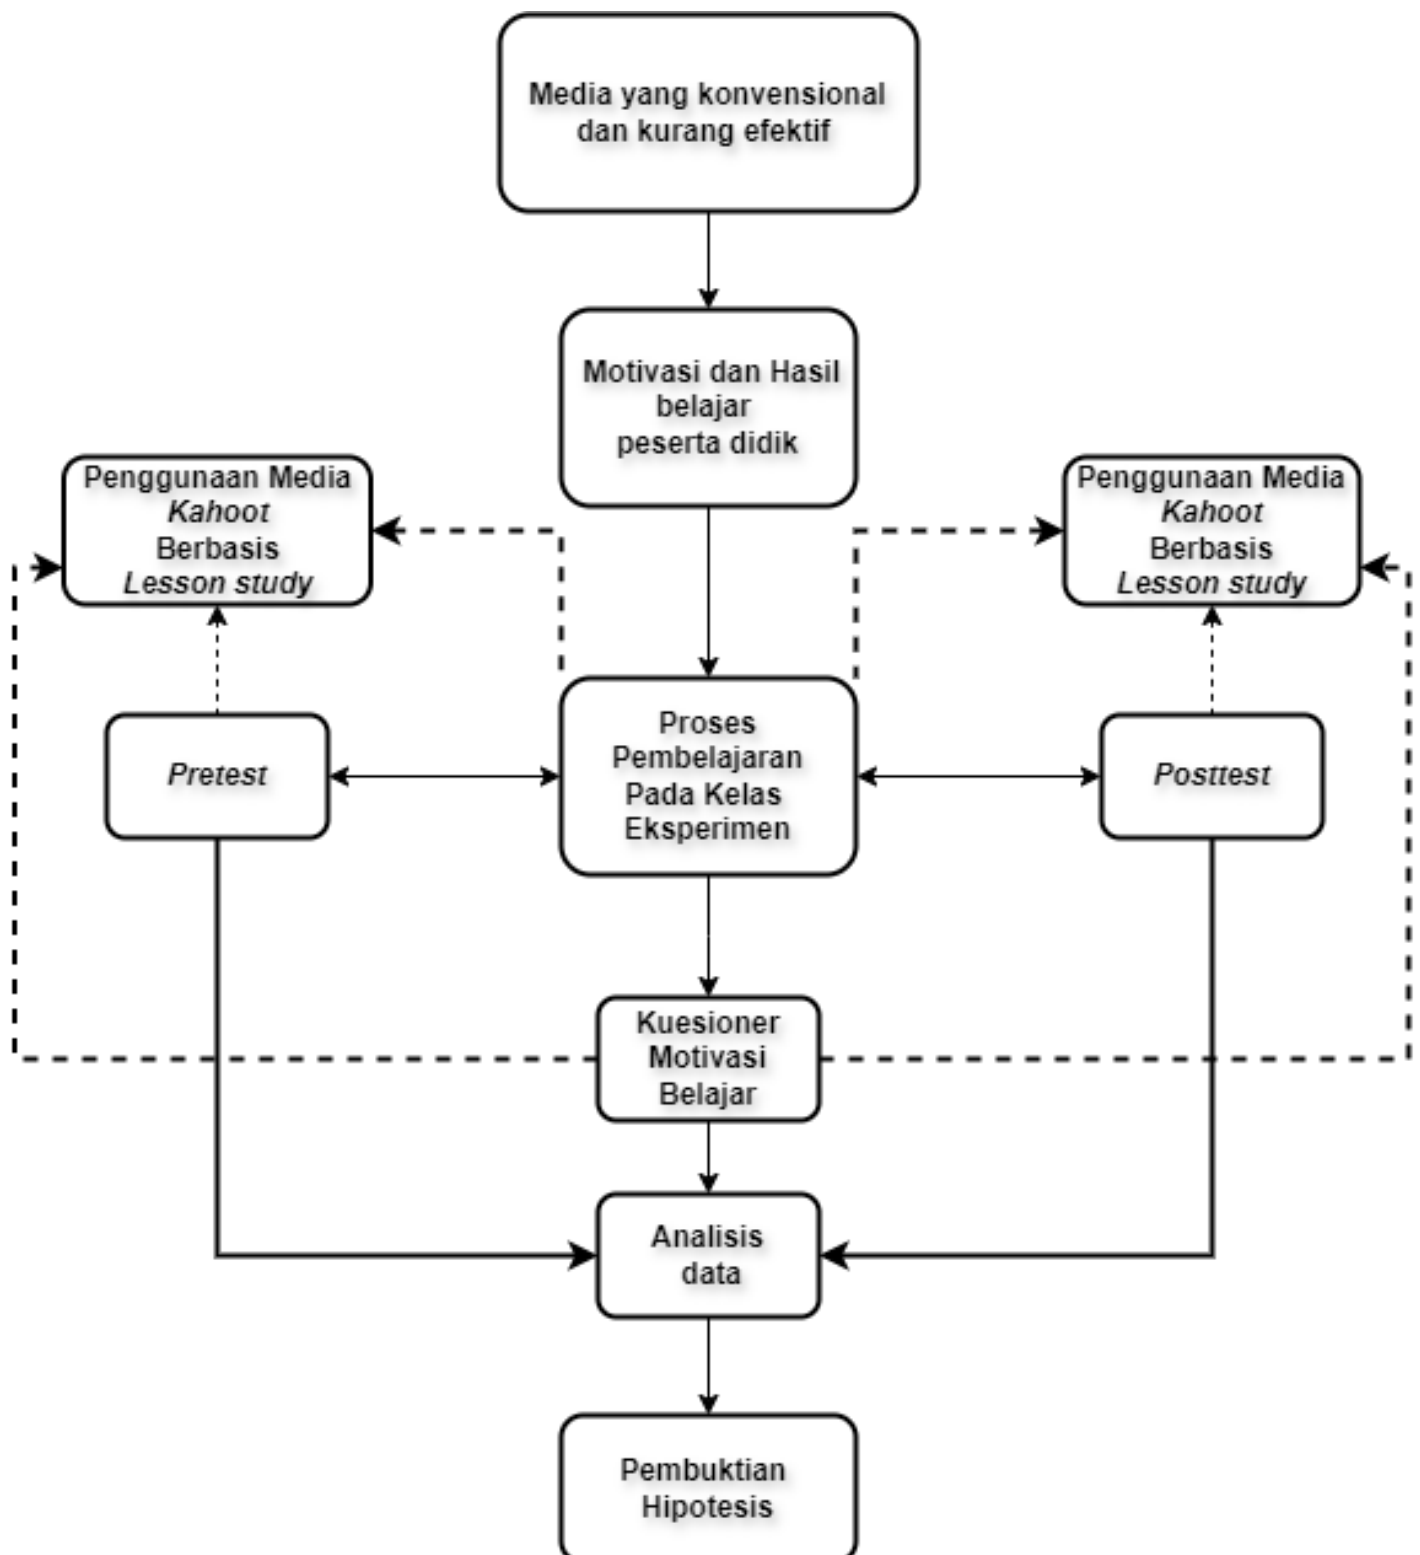 Media yang konvensional
dan kurang efektif
Motivasi dan Hasil
belajar
peserta didik
Penggunaan Media
Kahoot
Berbasis
Lesson study
Penggunaan Media
Kahoot
Berbasis
Lesson study
Pretest
Proses
Pembelajaran
Pada Kelas
Eksperimen
Posttest
Kuesioner
Motivasi
Belajar
Analisis
data
Pembuktian
Hipotesis